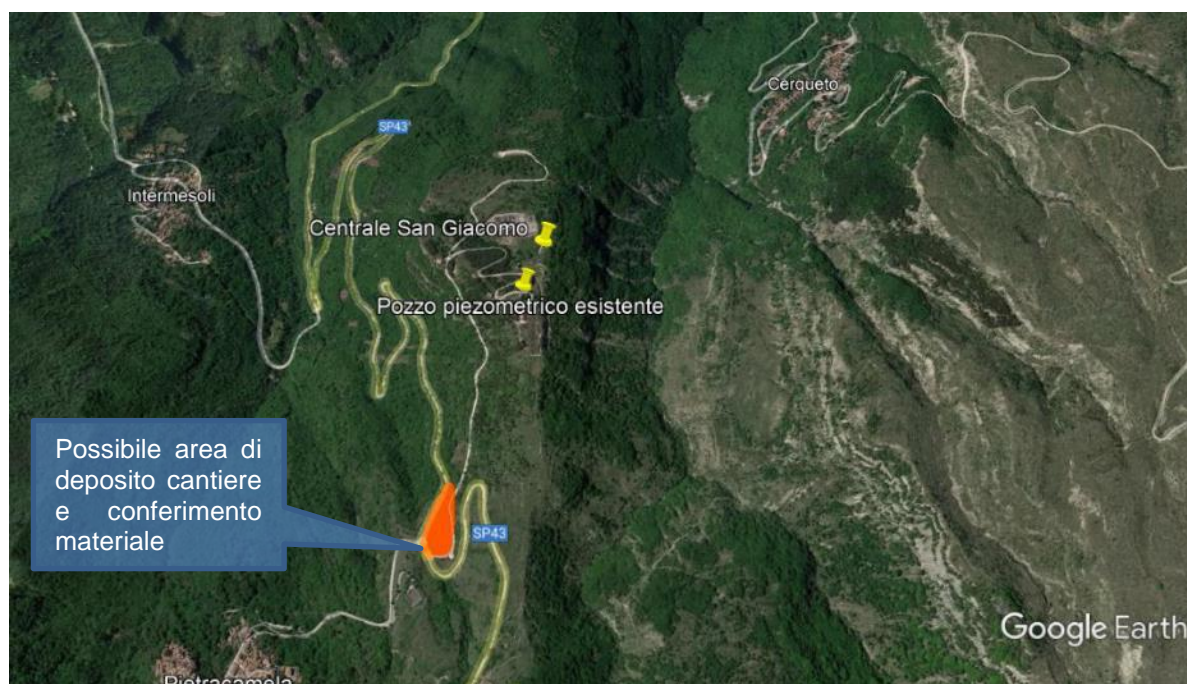 Cerqueto
SP43
Intermesoli
Centrale San Giacomo
Pozzo piezometrico esistente
Possibile area di
deposito cantiere
e conferimento
materiale
SP43
Google Earth
Pietracamela